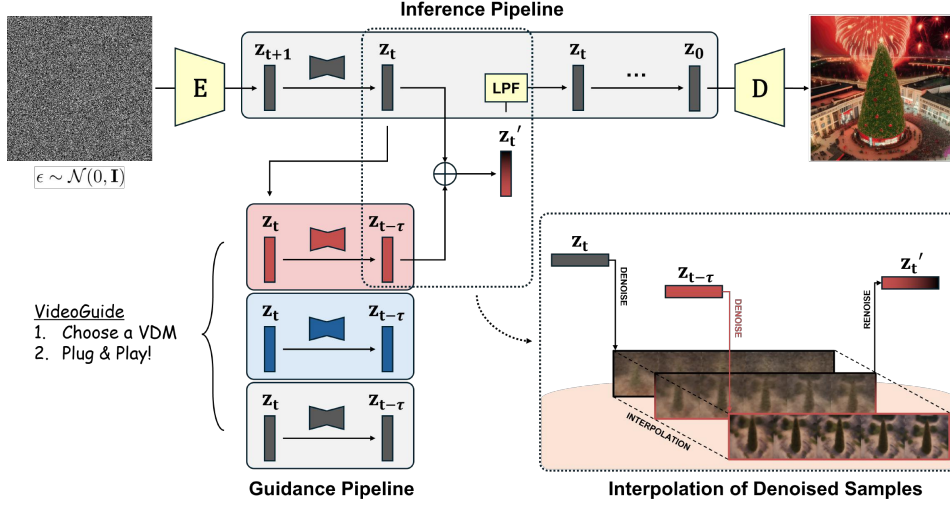 Inference Pipeline
z_{t+1}
z_t
z_t
...
z_0
E
LPF
D
z_t'
ϵ ∼ 𝒩(0, I)
z_t
z_{t−τ}
z_t
z_{t−τ}
z_t
z_{t−τ}
VideoGuide
1. Choose a VDM
2. Plug & Play!
Guidance Pipeline
z_t
z_{t−τ}
z_t'
DENOISE
DENOISE
RENOISE
INTERPOLATION
Interpolation of Denoised Samples